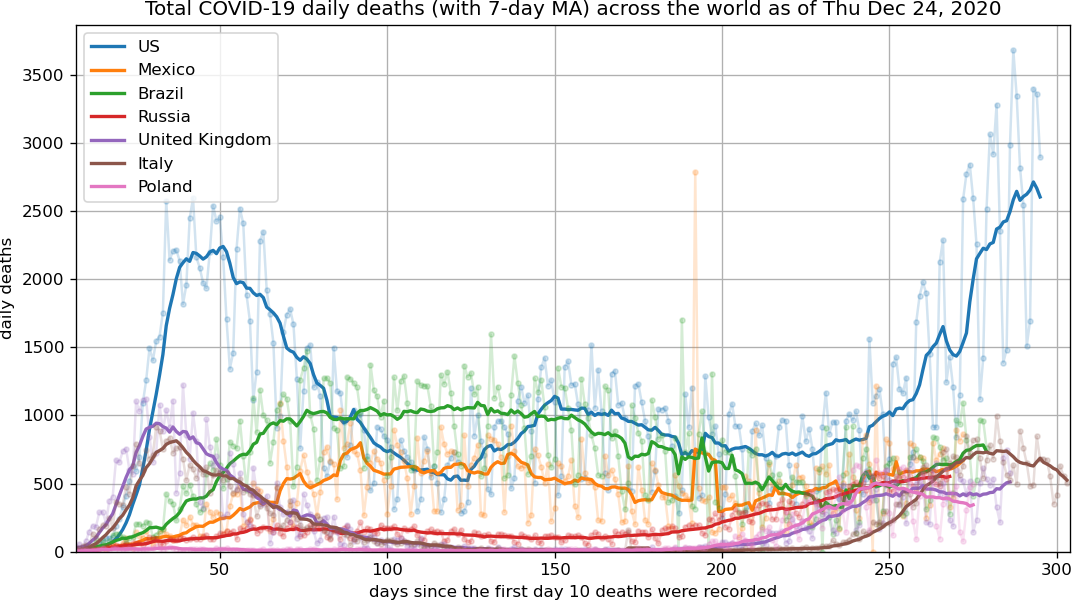 Total COVID-19 daily deaths (with 7-day MA) across the world as of Thu Dec 24, 2020
daily deaths
3500
3000
2500
2000
1500
1000
500
0
US
Mexico
Brazil
Russia
United Kingdom
Italy
Poland
50
100
150
200
250
300
days since the first day 10 deaths were recorded